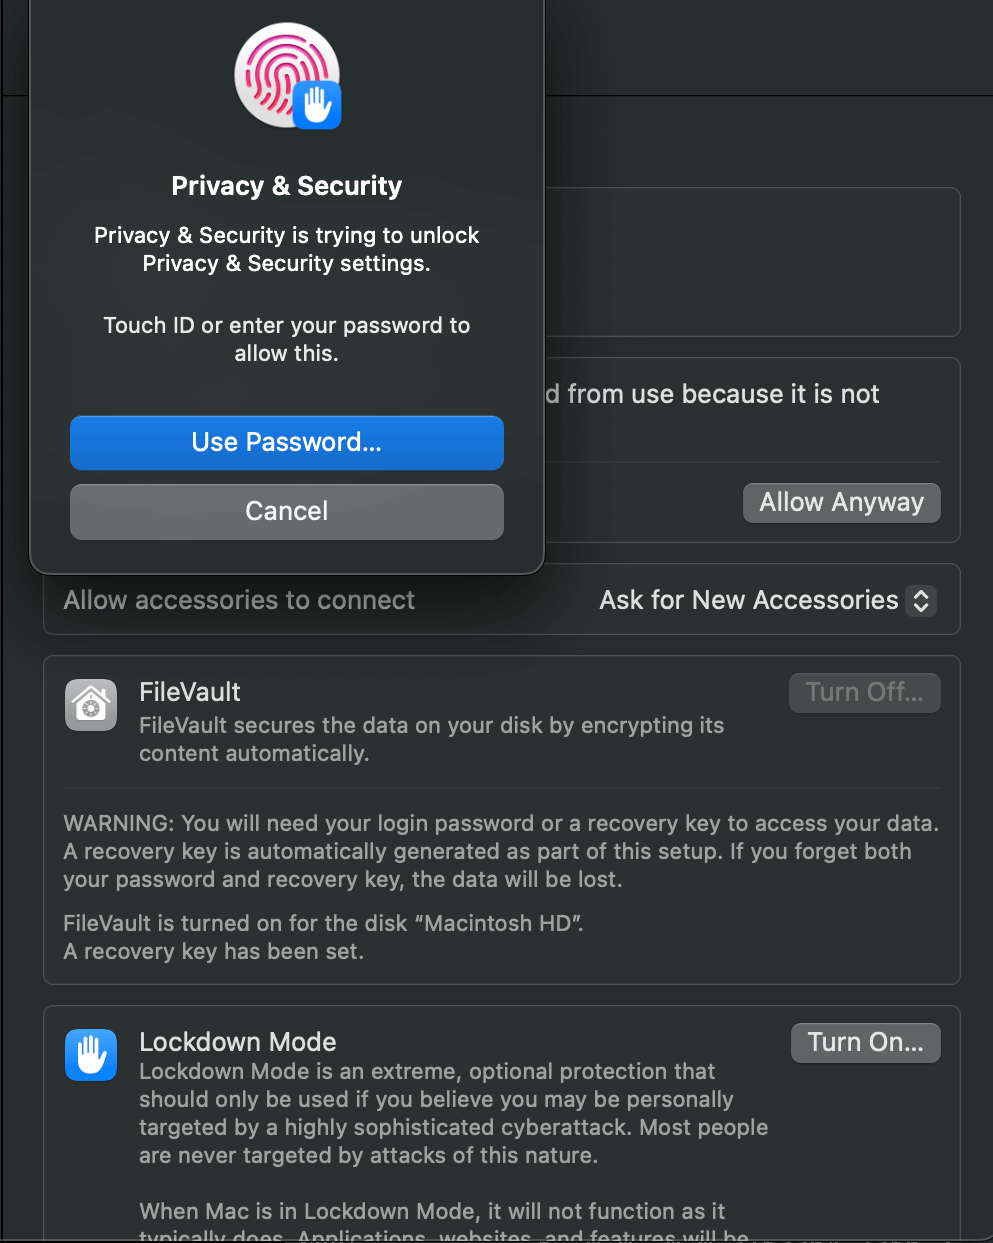 Privacy & Security
Privacy & Security is trying to unlock
Privacy & Security settings.
Touch ID or enter your password to
allow this.
Use Password...
Cancel
from use because it is not
Allow Anyway
Allow accessories to connect
Ask for New Accessories
FileVault
Turn Off...
FileVault secures the data on your disk by encrypting its
content automatically.
WARNING: You will need your login password or a recovery key to access your data.
A recovery key is automatically generated as part of this setup. If you forget both
your password and recovery key, the data will be lost.
FileVault is turned on for the disk “Macintosh HD”.
A recovery key has been set.
Lockdown Mode
Turn On...
Lockdown Mode is an extreme, optional protection that
should only be used if you believe you may be personally
targeted by a highly sophisticated cyberattack. Most people
are never targeted by attacks of this nature.
When Mac is in Lockdown Mode, it will not function as it
typically does. Applications, websites, and features will be